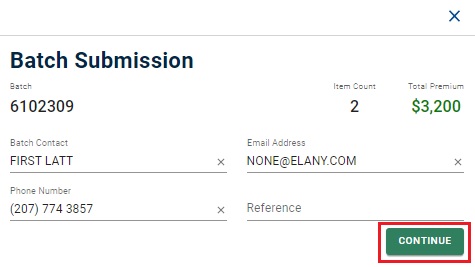 Batch Submission
Batch Item Count Total Premium
6102309 2 $3,200
Batch Contact Email Address
FIRST LATT NONE@ELANY.COM
Phone Number
(207) 774 3857 Reference
CONTINUE